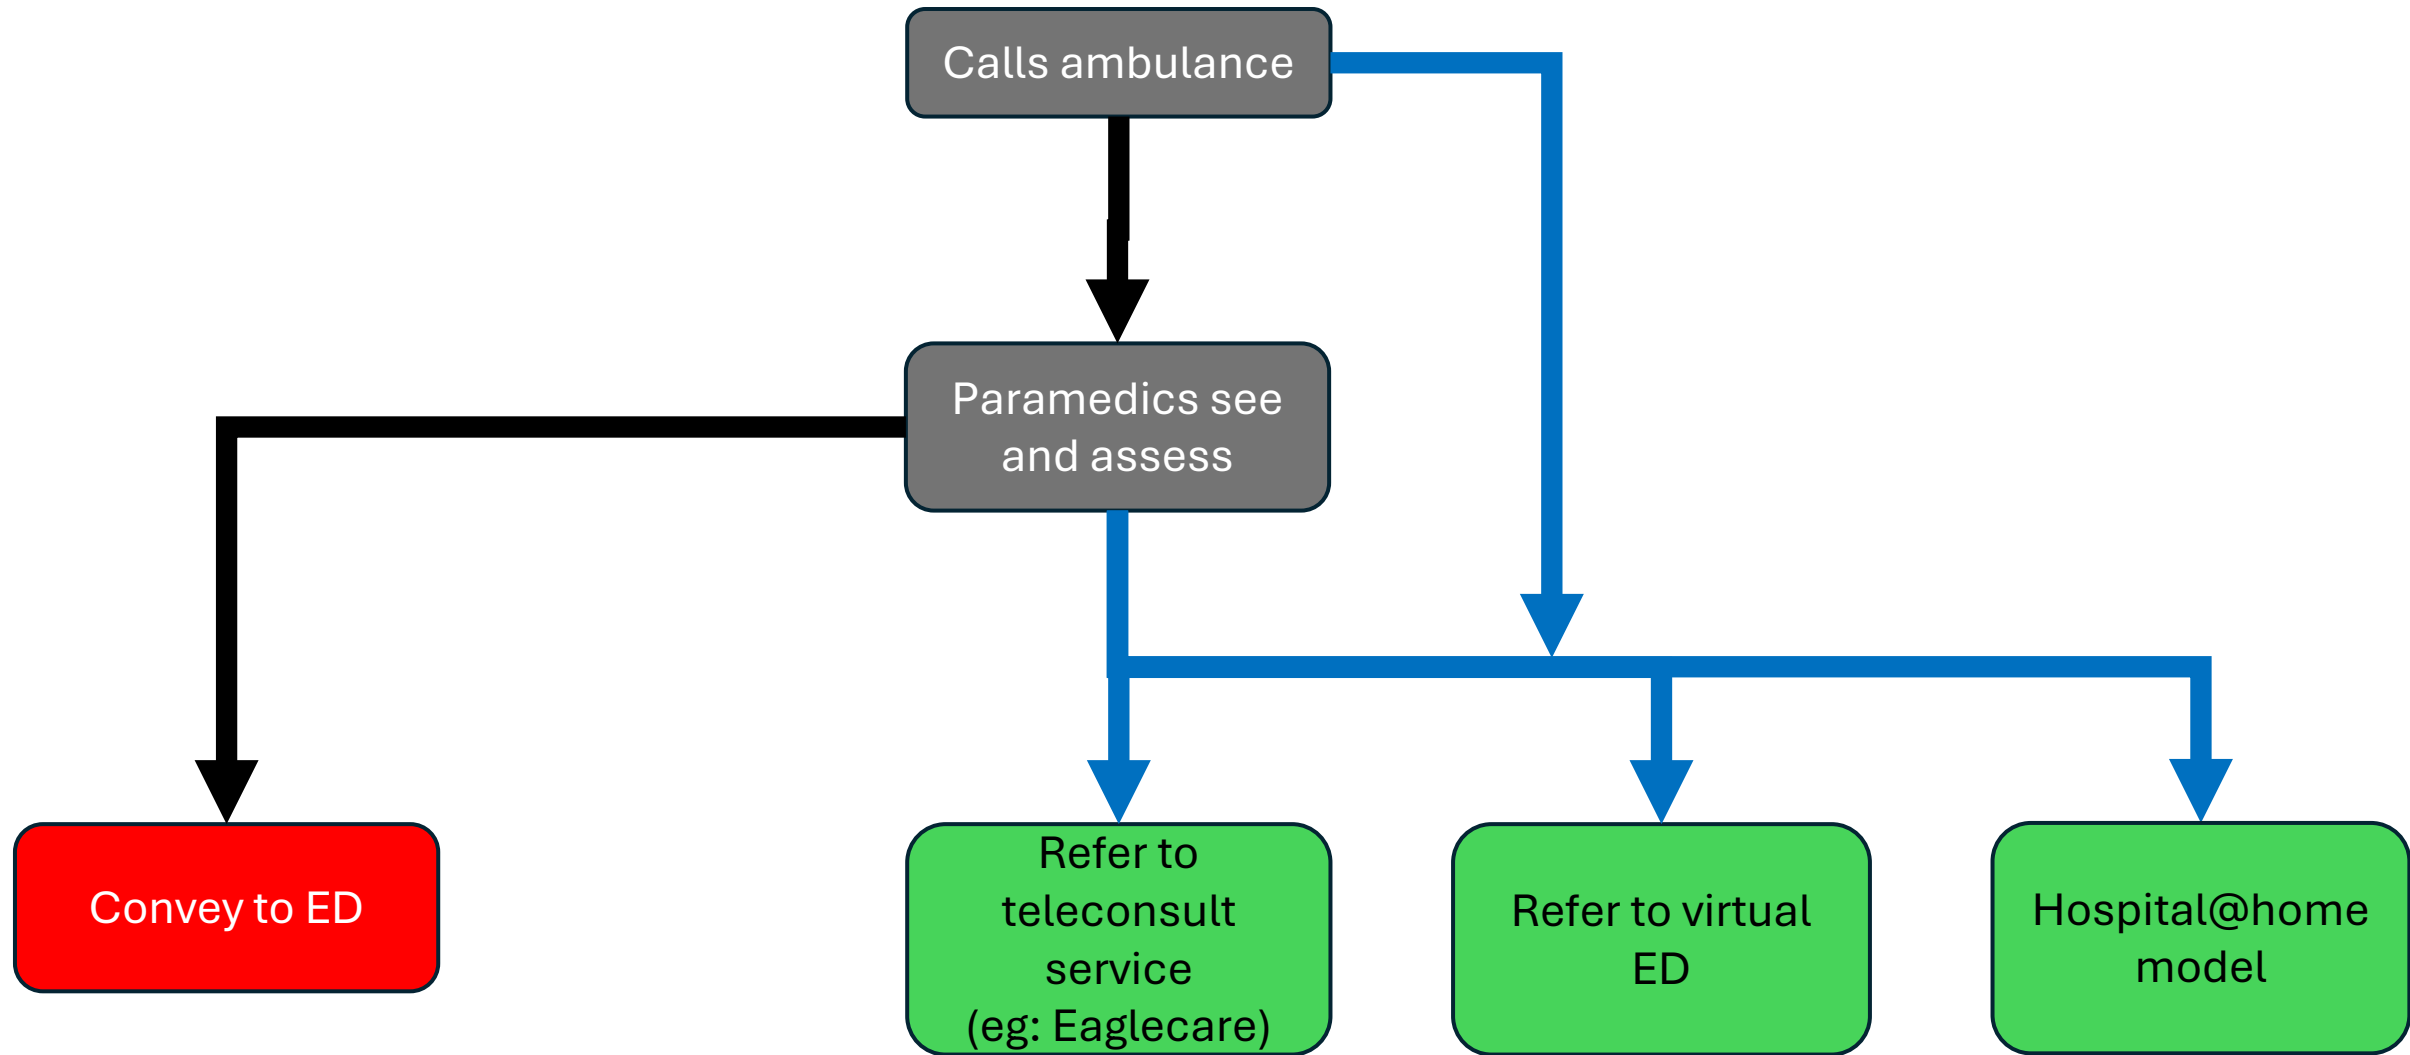 Calls ambulance
Paramedics see
and assess
Convey to ED
Refer to
teleconsult
service
(eg: Eaglecare)
Refer to virtual
ED
Hospital@home
model